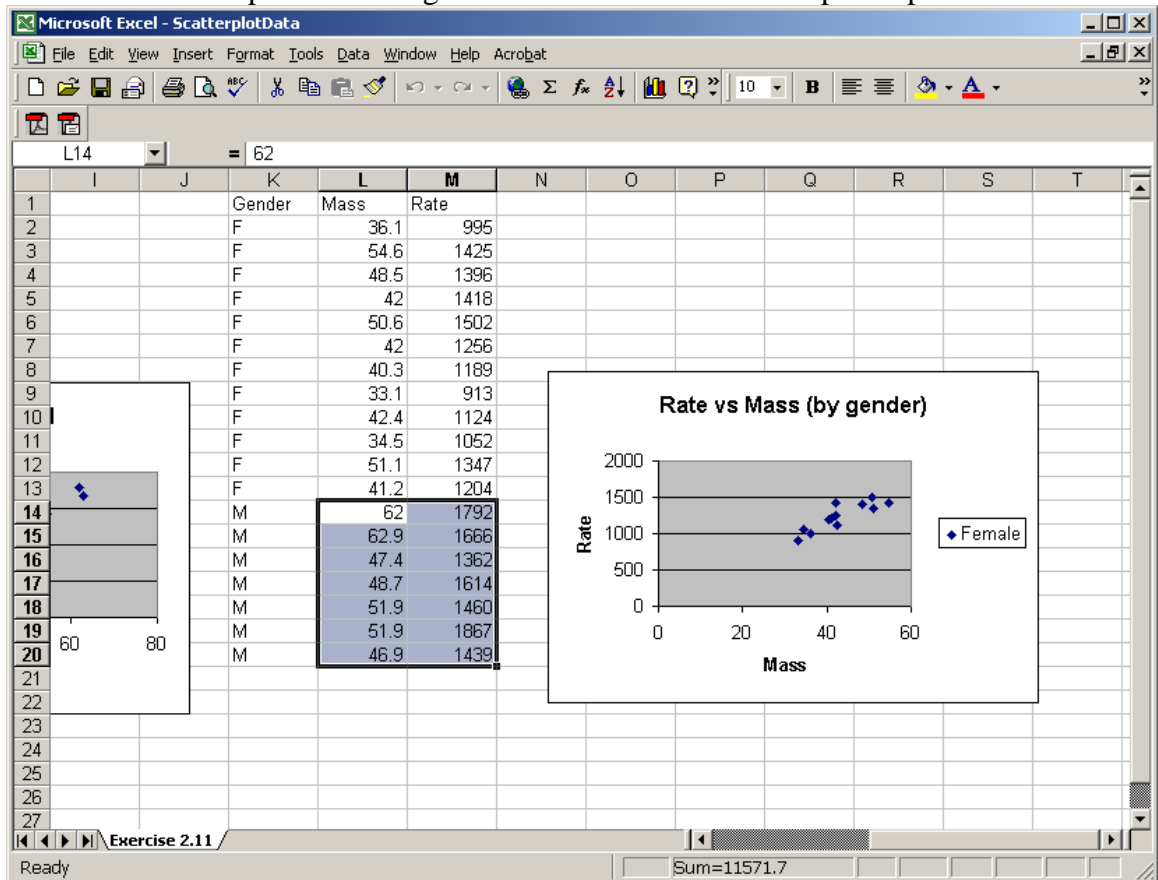 Microsoft Excel - ScatterplotData
File Edit View Insert Format Tools Data Window Help Acrobat
10 B A
L14 = 62
I J K L M N O P Q R S T
1 Gender Mass Rate
2 F 36.1 995
3 F 54.6 1425
4 F 48.5 1396
5 F 42 1418
6 F 50.6 1502
7 F 42 1256
8 F 40.3 1189
9 F 33.1 913
10 F 42.4 1124
11 F 34.5 1052
12 F 51.1 1347
13 F 41.2 1204
14 M 62 1792
15 M 62.9 1666
16 M 47.4 1362
17 M 48.7 1614
18 M 51.9 1460
19 M 51.9 1867
20 M 46.9 1439
21
22
23
24
25
26
27
60 80
Rate vs Mass (by gender)
2000
1500
1000
500
0
Rate
0 20 40 60
Mass
Female
Exercise 2.11
Ready Sum=11571.7